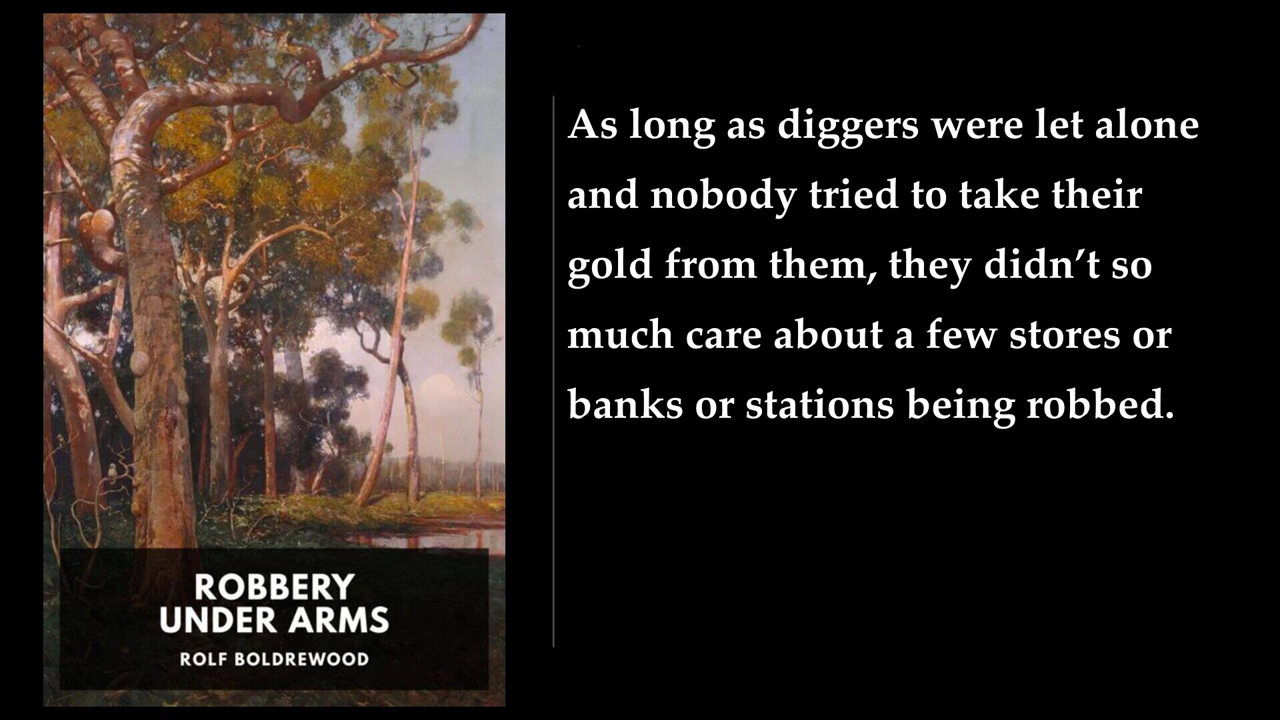 As long as diggers were let alone
and nobody tried to take their
gold from them, they didn’t so
much care about a few stores or
banks or stations being robbed.
ROBBERY
UNDER ARMS
ROLF BOLDREWOOD